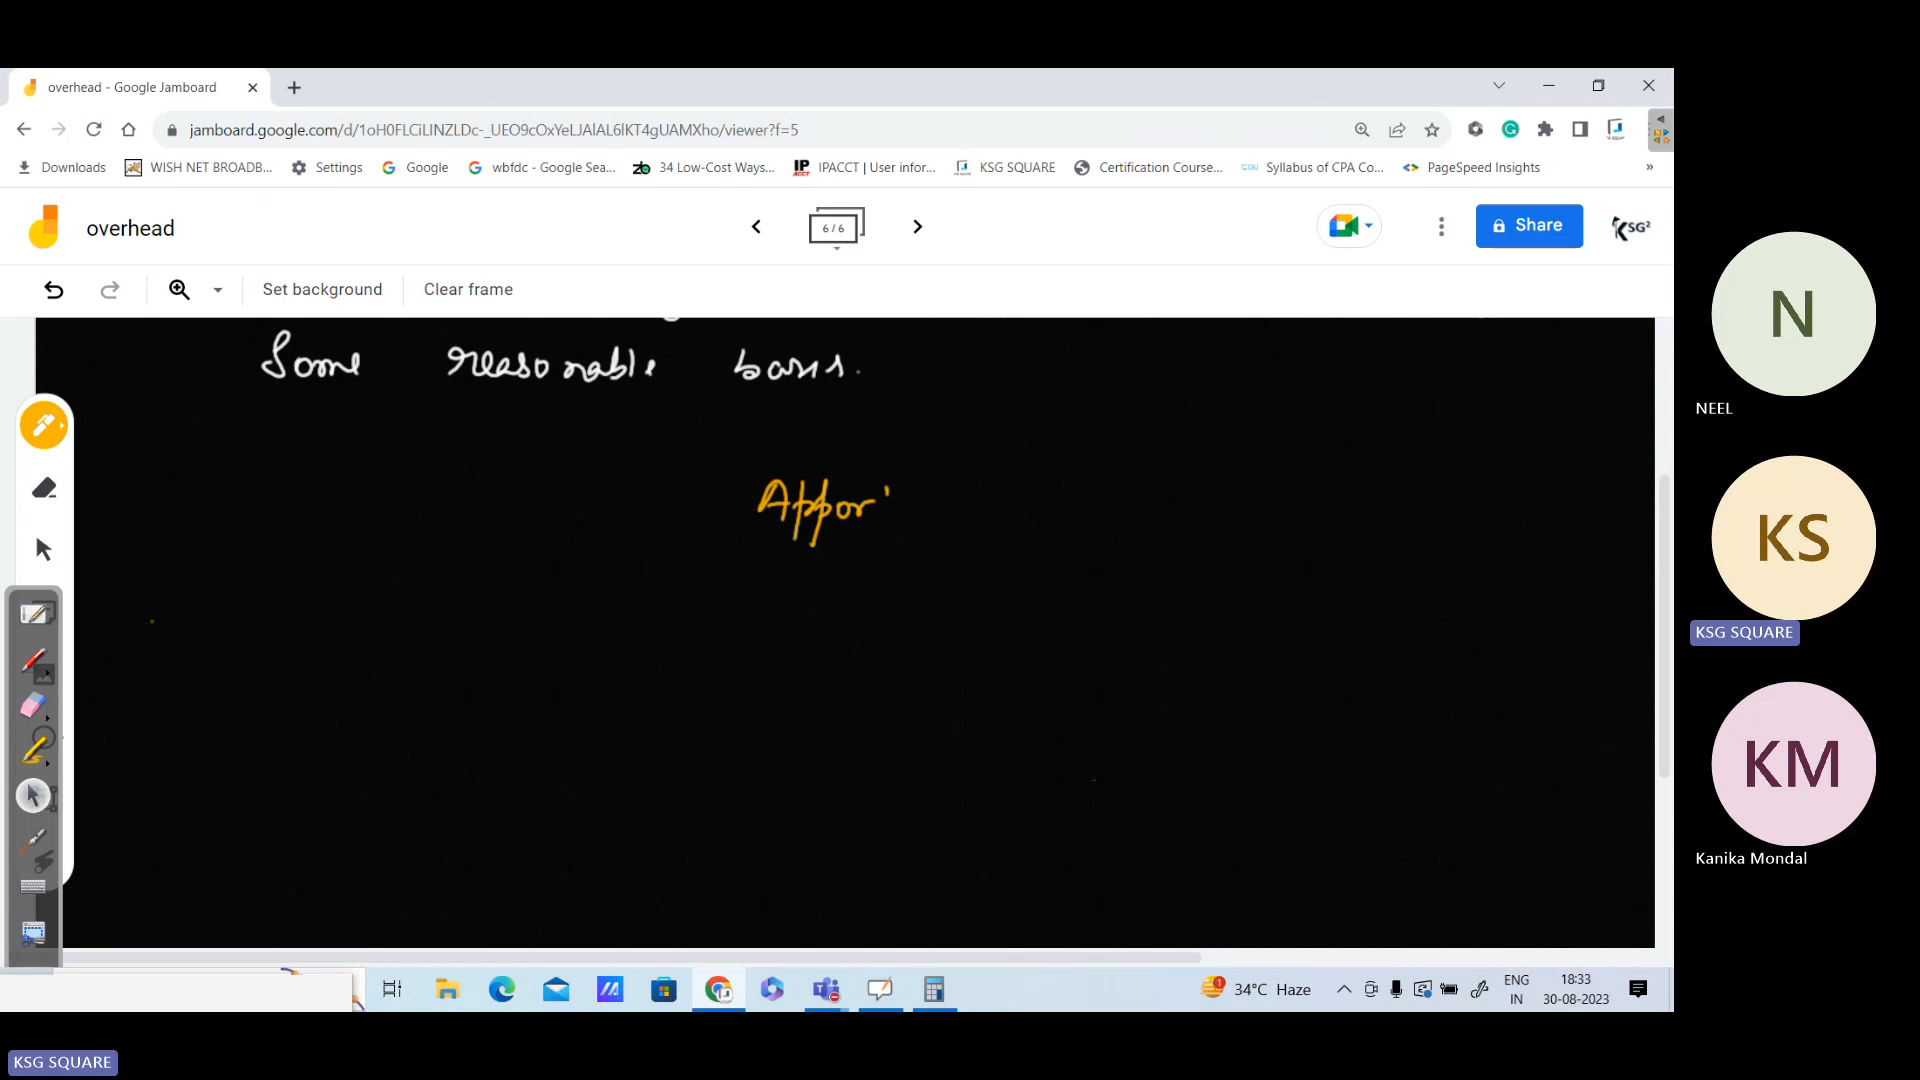 overhead - Google Jamboard
jamboard.google.com/d/1oH0FLCiLINZLDc-_UEO9cOxYeLJAlAL6lKT4gUAMXho/viewer?f=5
Downloads WISH NET BROADB... Settings Google wbfdc - Google Sea... 34 Low-Cost Ways... IPACCT | User infor... KSG SQUARE Certification Course... Syllabus of CPA Co... PageSpeed Insights »
overhead 6 / 6 Share KSG²
Set background Clear frame
Some reasonable basis.
Appor
N
NEEL
KS
KSG SQUARE
KM
Kanika Mondal
1 34°C Haze ENG IN 18:33 30-08-2023
KSG SQUARE